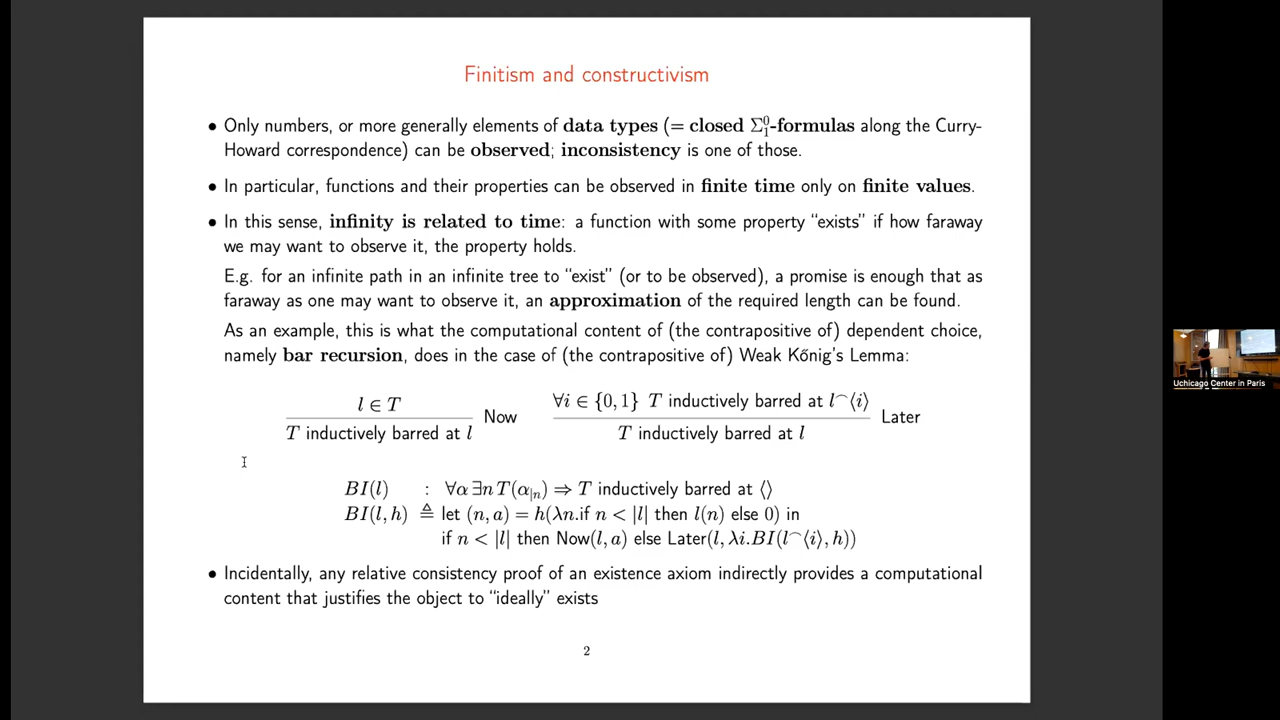 Finitism and constructivism
• Only numbers, or more generally elements of data types (= closed Σ⁰₁-formulas along the Curry-
Howard correspondence) can be observed; inconsistency is one of those.
• In particular, functions and their properties can be observed in finite time only on finite values.
• In this sense, infinity is related to time: a function with some property “exists” if how faraway
we may want to observe it, the property holds.
E.g. for an infinite path in an infinite tree to “exist” (or to be observed), a promise is enough that as
faraway as one may want to observe it, an approximation of the required length can be found.
As an example, this is what the computational content of (the contrapositive of) dependent choice,
namely bar recursion, does in the case of (the contrapositive of) Weak Kőnig’s Lemma:
l ∈ T
T inductively barred at l
Now
∀i ∈ {0, 1} T inductively barred at l⌢⟨i⟩
T inductively barred at l
Later
BI(l) : ∀α ∃n T(α|n) ⇒ T inductively barred at ⟨⟩
BI(l, h) ≜ let (n, a) = h(λn.if n < |l| then l(n) else 0) in
if n < |l| then Now(l, a) else Later(l, λi.BI(l⌢⟨i⟩, h))
• Incidentally, any relative consistency proof of an existence axiom indirectly provides a computational
content that justifies the object to “ideally” exists
2
Uchicago Center in Paris